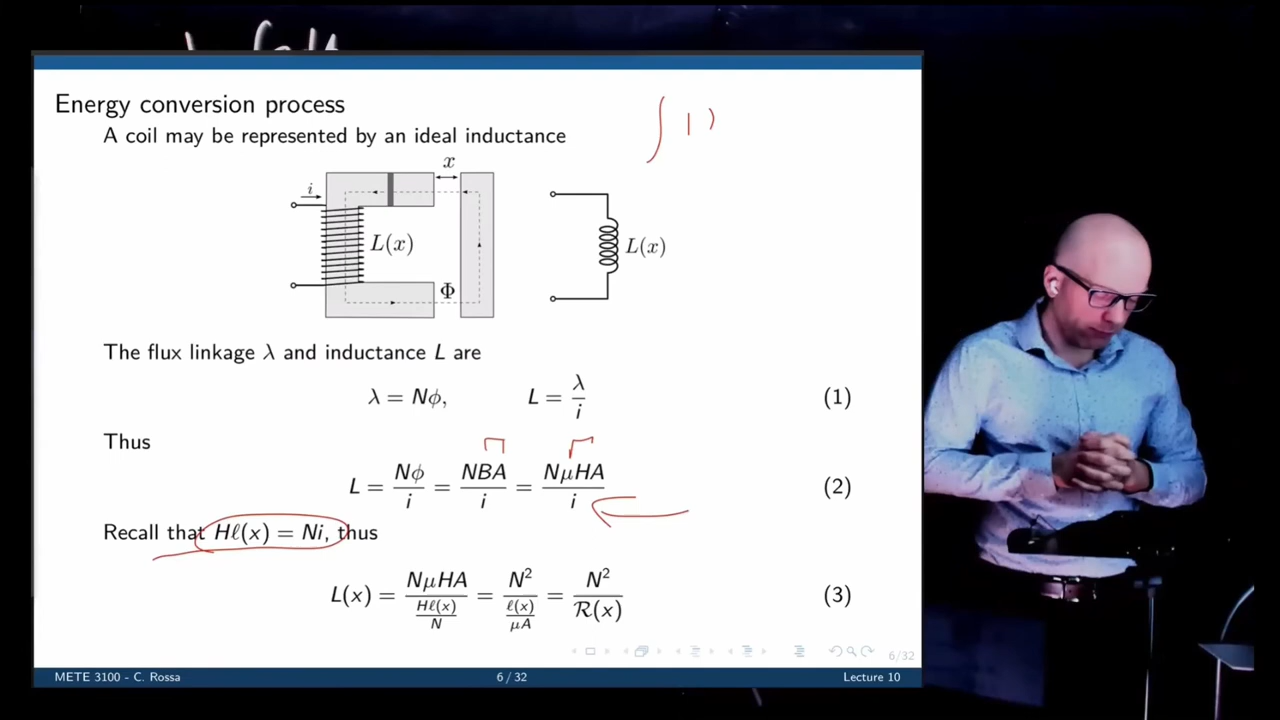 Energy conversion process
A coil may be represented by an ideal inductance
x
i
L(x)
L(x)
Φ
The flux linkage λ and inductance L are
λ = Nϕ, L = λ/i (1)
Thus
L = Nϕ/i = NBA/i = NμHA/i (2)
Recall that Hℓ(x) = Ni, thus
L(x) = NμHA/(Hℓ(x)/N) = N²/(ℓ(x)/μA) = N²/ℛ(x) (3)
6/32
METE 3100 - C. Rossa 6 / 32 Lecture 10